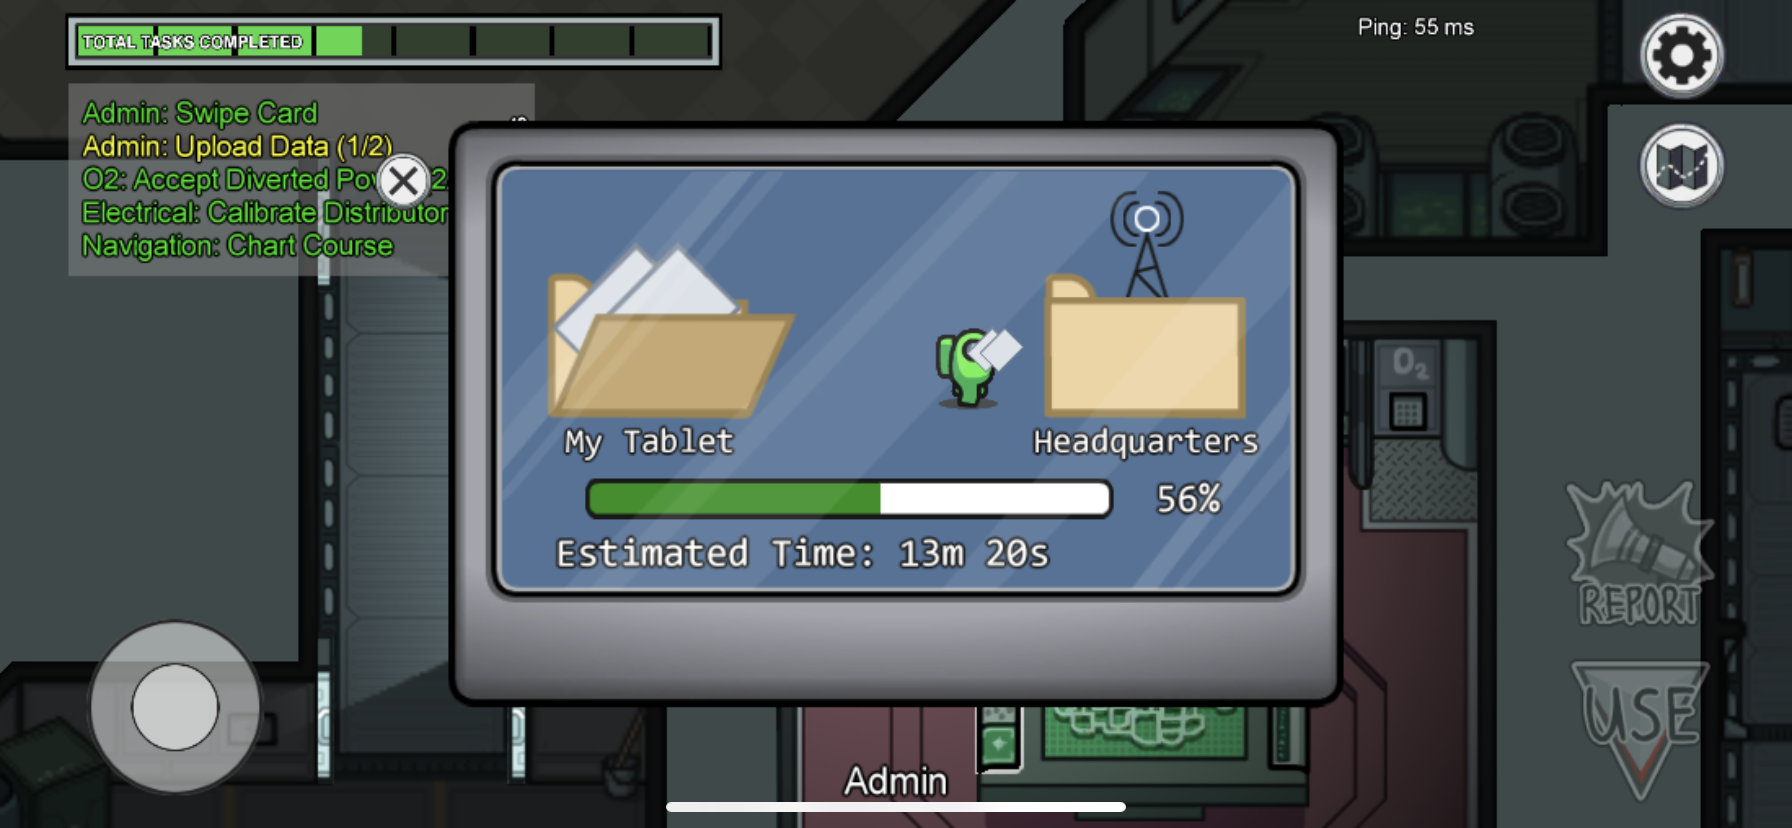 TOTAL TASKS COMPLETED
Ping: 55 ms
Admin: Swipe Card
Admin: Upload Data (1/2)
O2: Accept Diverted
Electrical: Calibrate Distributor
Navigation: Chart Course
My Tablet
Headquarters
56%
Estimated Time: 13m 20s
O2
REPORT
USE
Admin